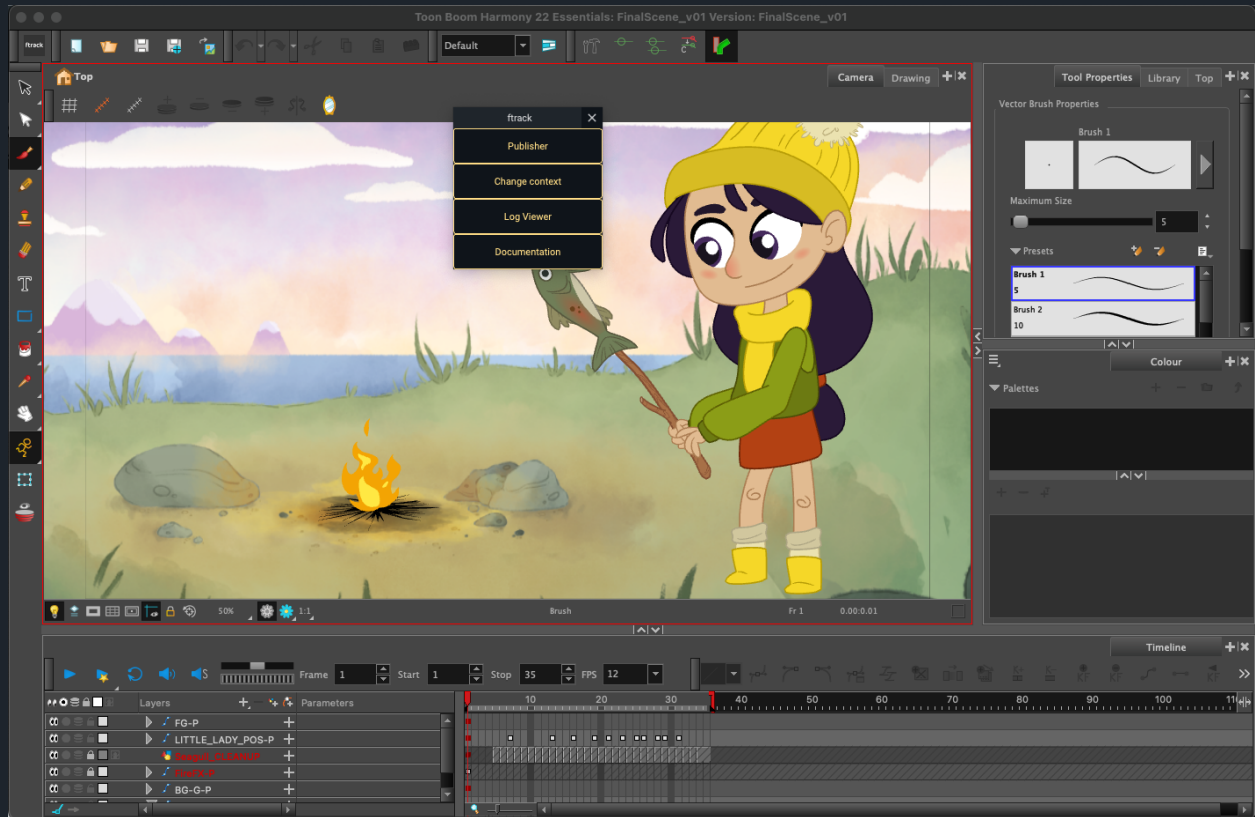 Toon Boom Harmony 22 Essentials: FinalScene_v01 Version: FinalScene_v01
ftrack
Default
Top
Camera
Drawing
Tool Properties
Library
Top
ftrack
Publisher
Change context
Log Viewer
Documentation
Vector Brush Properties
Brush 1
Maximum Size
5
Presets
Brush 1
5
Brush 2
10
Colour
Palettes
50%
1:1
Brush
Fr 1
0.00:0.01
Timeline
Frame 1 Start 1 Stop 35 FPS 12
Layers
Parameters
10 20 30 40 50 60 70 80 90 100
FG-P
LITTLE_LADY_POS-P
BG-G-P